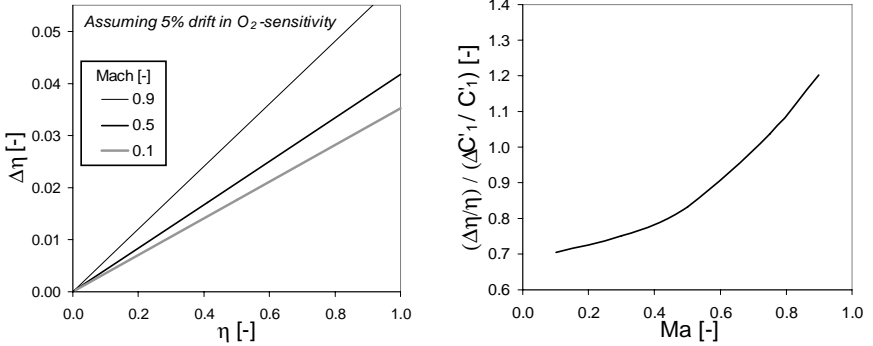 Assuming 5% drift in O2-sensitivity
Mach [-]
0.9
0.5
0.1
0.05
0.04
0.03
0.02
0.01
0.00
Δη [-]
0.0 0.2 0.4 0.6 0.8 1.0
η [-]
1.4
1.3
1.2
1.1
1.0
0.9
0.8
0.7
0.6
(Δη/η) / (ΔC'1 / C'1) [-]
0.0 0.2 0.4 0.6 0.8 1.0
Ma [-]